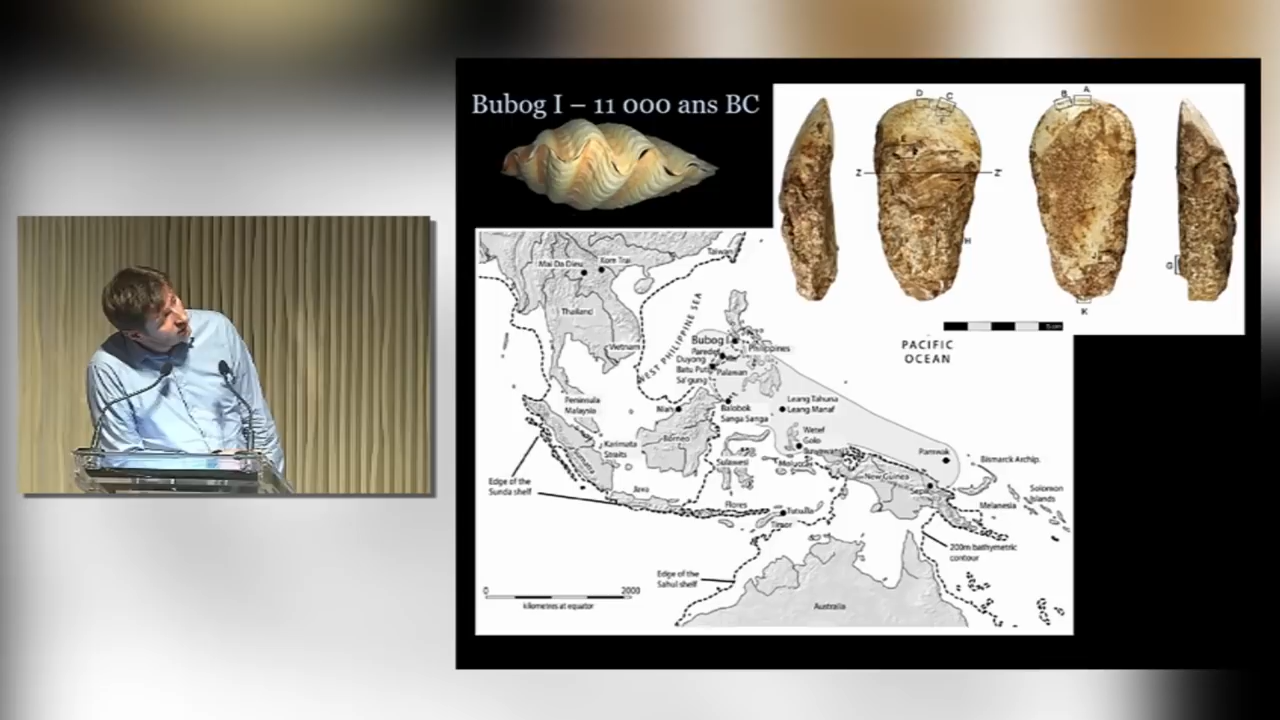 Bubog I – 11 000 ans BC
D
C
F
E
Z
Z'
H
B
A
J
K
G
5 cm
Taiwan
Mai Da Dieu
Xom Trai
Thailand
Vietnam
WEST PHILIPPINE SEA
Bubog I
Philippines
Duyong
Batu Puti
Sa'gung
Palawan
PACIFIC
OCEAN
Peninsula
Malaysia
Niah
Balobok
Sanga Sanga
Leang Tahuna
Leang Manaf
Karimata
Straits
Borneo
Wetef
Golo
Sulawesi
Moluccas
Pamwak
Bismarck Archip.
New Guinea
Sepik
Solomon
Islands
Melanesia
Edge of the
Sunda shelf
Java
Flores
Timor
200m bathymetric
contour
Edge of the
Sahul shelf
0
2000
kilometres at equator
Australia